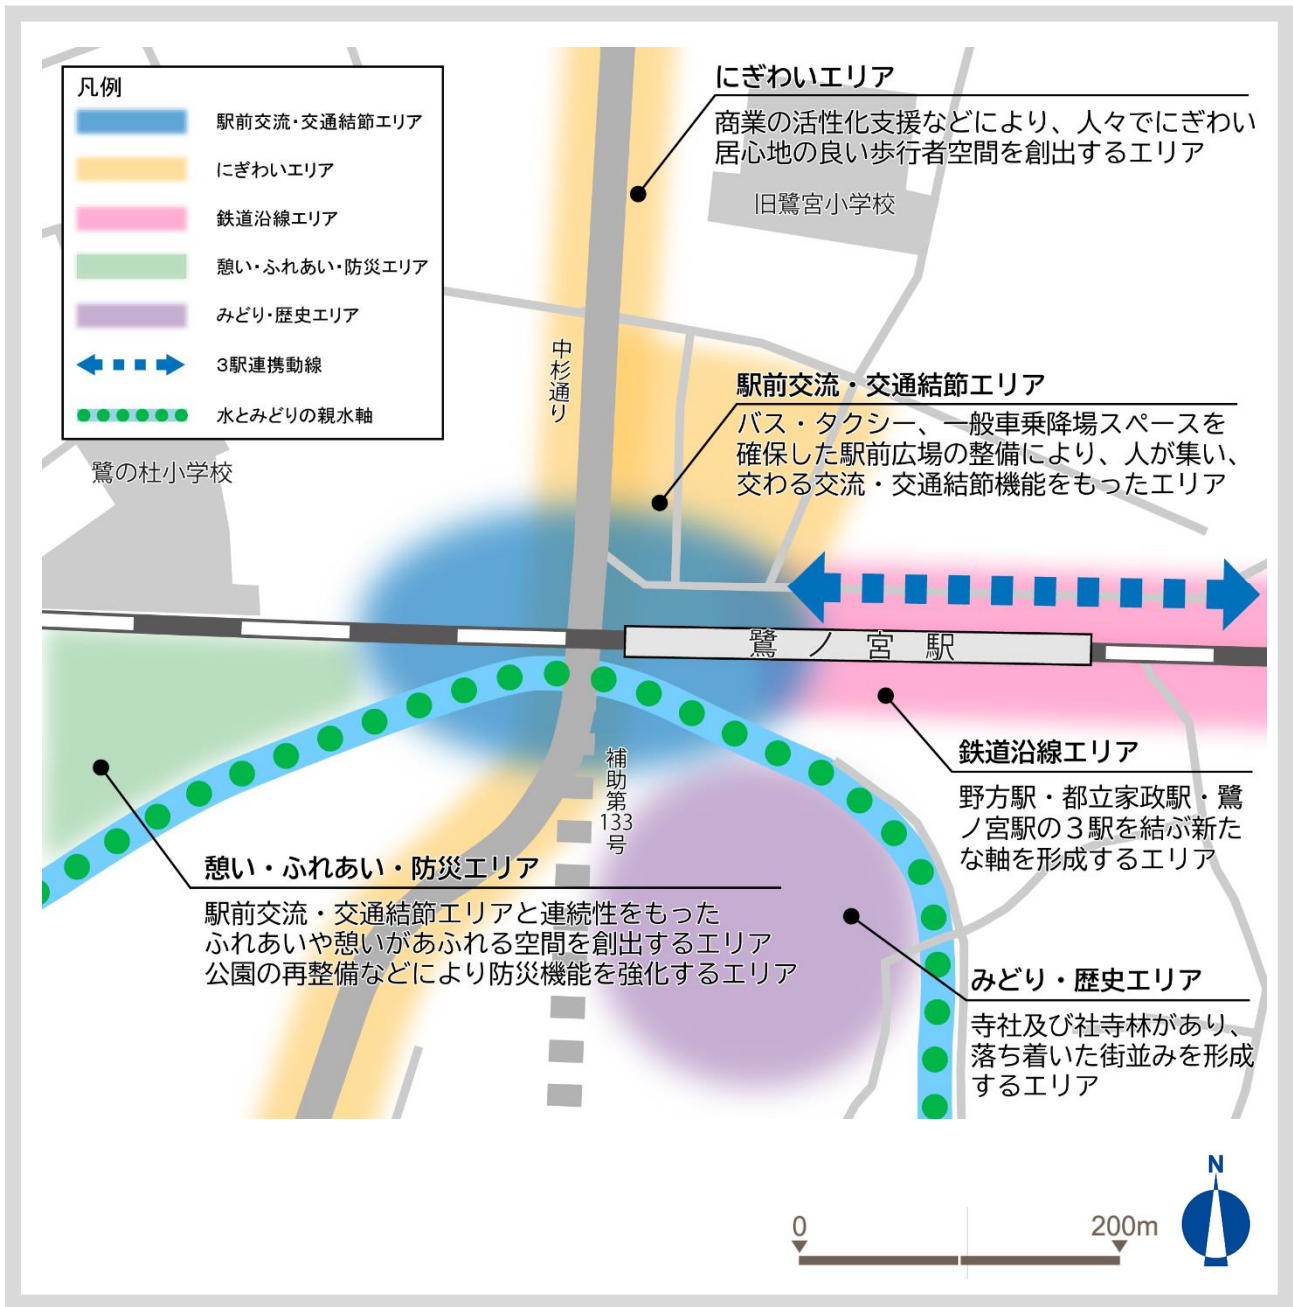 凡例
駅前交流・交通結節エリア
にぎわいエリア
鉄道沿線エリア
憩い・ふれあい・防災エリア
みどり・歴史エリア
3駅連携動線
水とみどりの親水軸
にぎわいエリア
商業の活性化支援などにより、人々でにぎわい
居心地の良い歩行者空間を創出するエリア
旧鷺宮小学校
中杉通り
駅前交流・交通結節エリア
バス・タクシー、一般車乗降場スペースを
確保した駅前広場の整備により、人が集い、
交わる交流・交通結節機能をもったエリア
鷺の杜小学校
鷺ノ宮駅
鉄道沿線エリア
野方駅・都立家政駅・鷺
ノ宮駅の3駅を結ぶ新た
な軸を形成するエリア
補助第133号
憩い・ふれあい・防災エリア
駅前交流・交通結節エリアと連続性をもった
ふれあいや憩いがあふれる空間を創出するエリア
公園の再整備などにより防災機能を強化するエリア
みどり・歴史エリア
寺社及び社寺林があり、
落ち着いた街並みを形成
するエリア
N
0
200m